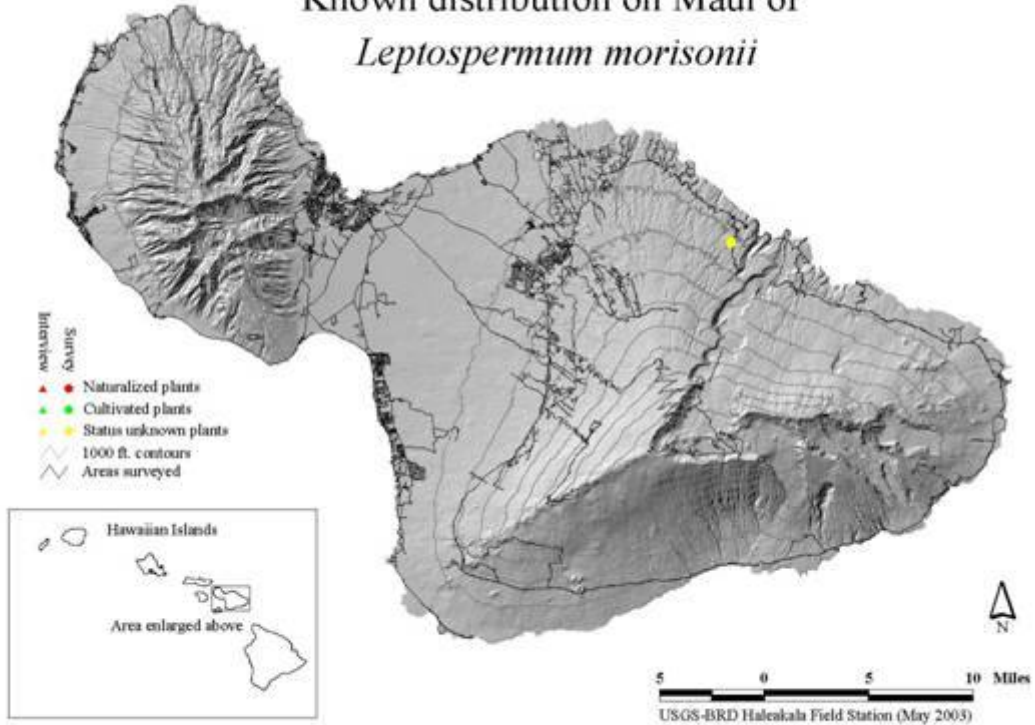 Known distribution on Maui of
Leptospermum morisonii
Interview
Survey
Naturalized plants
Cultivated plants
Status unknown plants
1000 ft. contours
Areas surveyed
Hawaiian Islands
Area enlarged above
N
5 0 5 10 Miles
USGS-BRD Haleakala Field Station (May 2003)